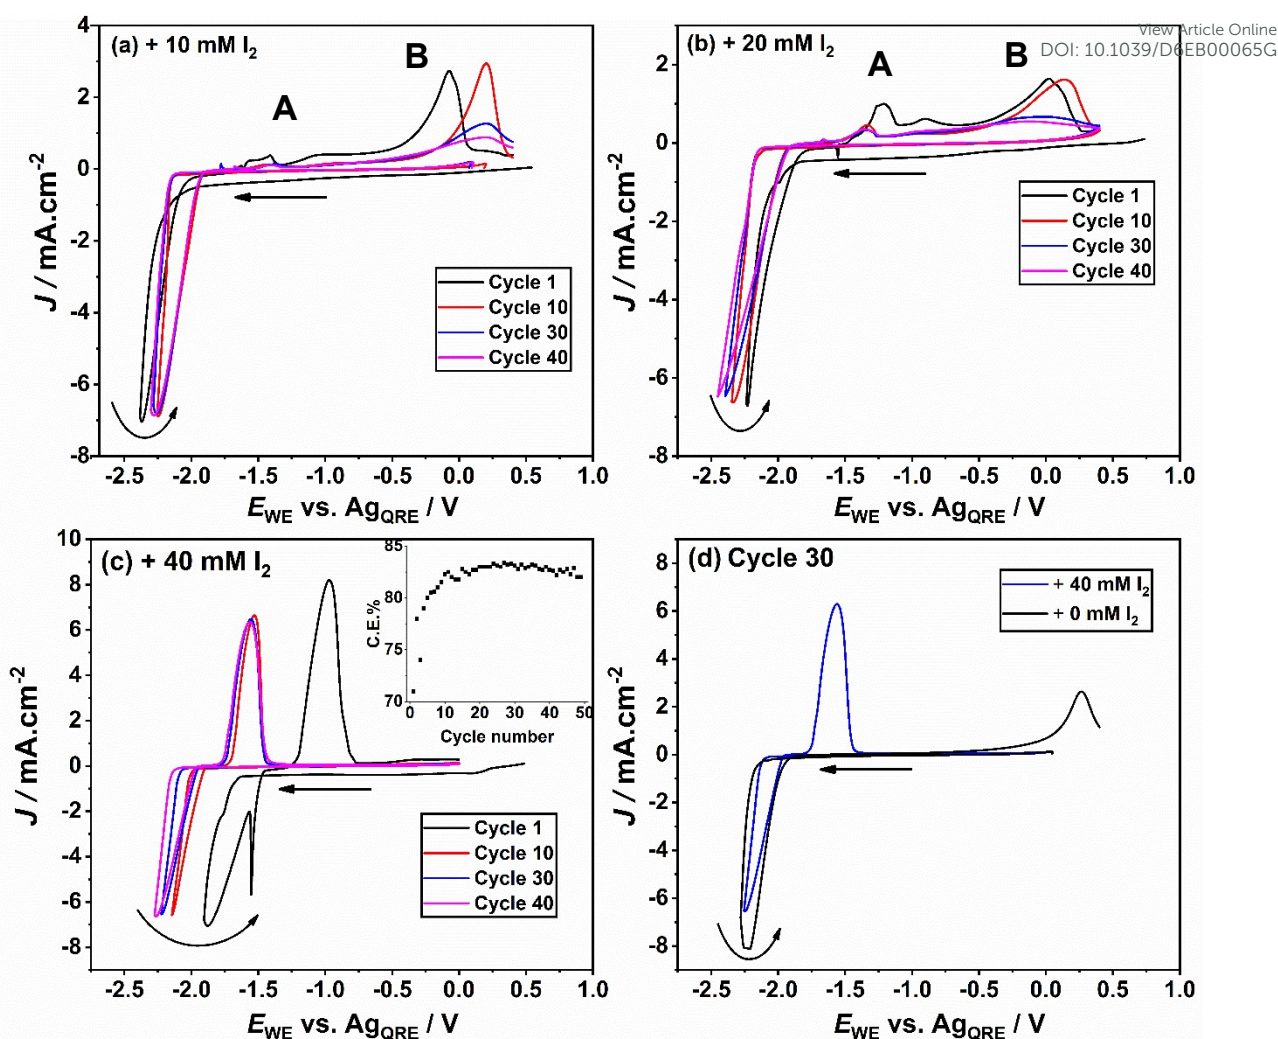 View Article Online
DOI: 10.1039/D6EB00065G
(a) + 10 mM I2
A
B
J / mA.cm-2
4
2
0
-2
-4
-6
-8
Cycle 1
Cycle 10
Cycle 30
Cycle 40
-2.5 -2.0 -1.5 -1.0 -0.5 0.0 0.5 1.0
EWE vs. AgQRE / V
(b) + 20 mM I2
A
B
J / mA.cm-2
2
0
-2
-4
-6
-8
Cycle 1
Cycle 10
Cycle 30
Cycle 40
-2.5 -2.0 -1.5 -1.0 -0.5 0.0 0.5 1.0
EWE vs. AgQRE / V
(c) + 40 mM I2
J / mA.cm-2
10
8
6
4
2
0
-2
-4
-6
-8
C.E.%
85
80
75
70
0 10 20 30 40 50
Cycle number
Cycle 1
Cycle 10
Cycle 30
Cycle 40
-2.5 -2.0 -1.5 -1.0 -0.5 0.0 0.5 1.0
EWE vs. AgQRE / V
(d) Cycle 30
J / mA.cm-2
8
6
4
2
0
-2
-4
-6
-8
+ 40 mM I2
+ 0 mM I2
-2.5 -2.0 -1.5 -1.0 -0.5 0.0 0.5 1.0
EWE vs. AgQRE / V